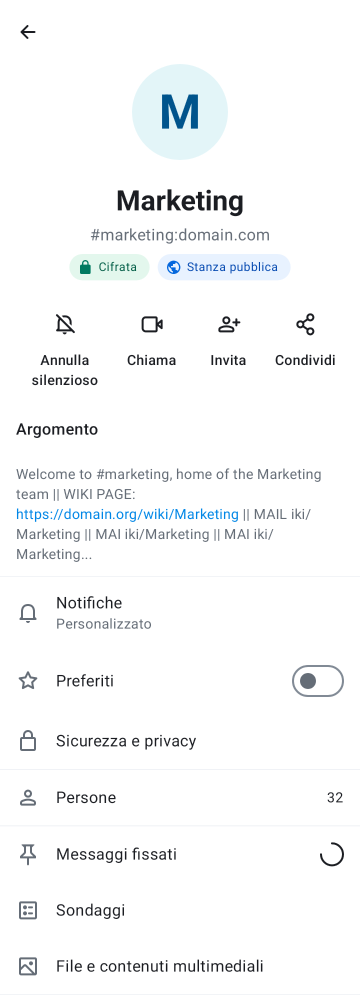 M
Marketing
#marketing:domain.com
Cifrata
Stanza pubblica
Annulla
silenzioso
Chiama
Invita
Condividi
Argomento
Welcome to #marketing, home of the Marketing
team || WIKI PAGE:
https://domain.org/wiki/Marketing || MAIL iki/
Marketing || MAI iki/Marketing || MAI iki/
Marketing...
Notifiche
Personalizzato
Preferiti
Sicurezza e privacy
Persone 32
Messaggi fissati
Sondaggi
File e contenuti multimediali